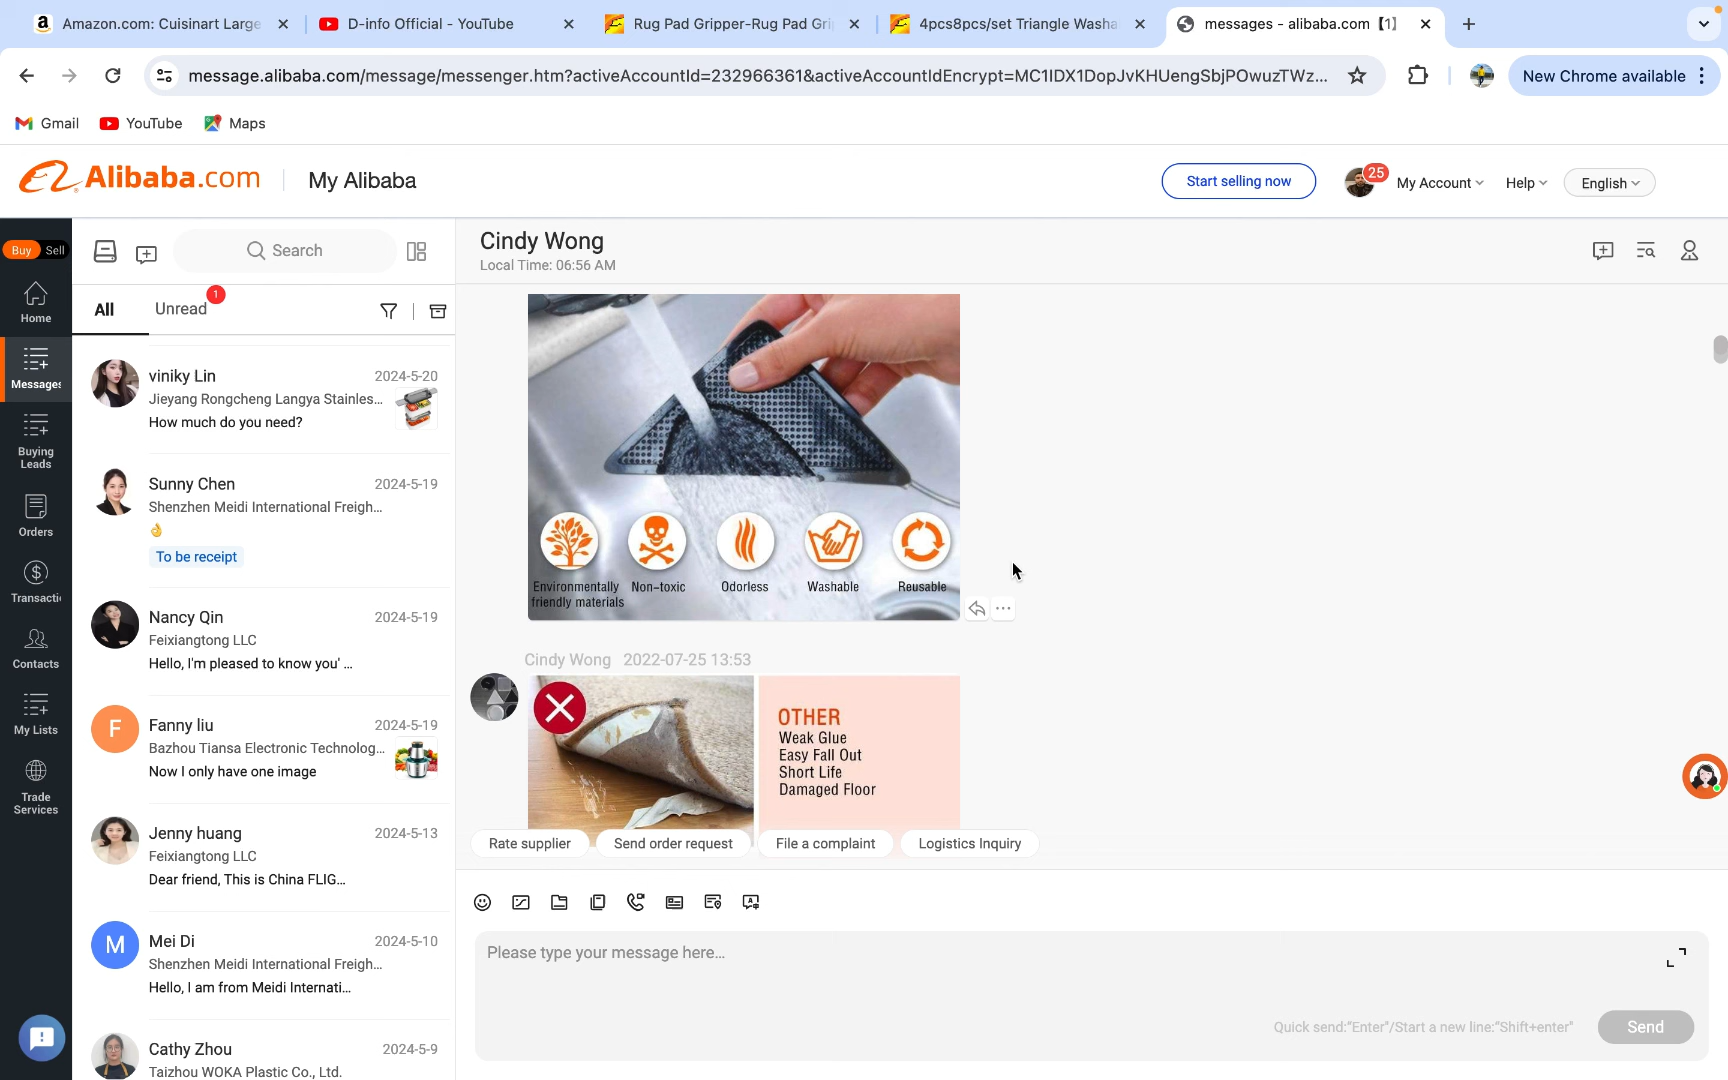 Amazon.com: Cuisinart Large
D-info Official - YouTube
Rug Pad Gripper-Rug Pad Gri
4pcs8pcs/set Triangle Washa
messages - alibaba.com【1】
message.alibaba.com/message/messenger.htm?activeAccountId=232966361&activeAccountIdEncrypt=MC1IDX1DopJvKHUengSbjPOwuzTWz...
New Chrome available
Gmail
YouTube
Maps
Alibaba.com
My Alibaba
Start selling now
25
My Account
Help
English
Buy
Sell
Home
Messages
Buying
Leads
Orders
Transacti
Contacts
My Lists
Trade
Services
Search
All
Unread
1
viniky Lin
2024-5-20
Jieyang Rongcheng Langya Stainles...
How much do you need?
Sunny Chen
2024-5-19
Shenzhen Meidi International Freigh...
👌
To be receipt
Nancy Qin
2024-5-19
Feixiangtong LLC
Hello, I'm pleased to know you' ...
F
Fanny liu
2024-5-19
Bazhou Tiansa Electronic Technolog...
Now I only have one image
Jenny huang
2024-5-13
Feixiangtong LLC
Dear friend, This is China FLIG...
M
Mei Di
2024-5-10
Shenzhen Meidi International Freigh...
Hello, I am from Meidi Internati...
Cathy Zhou
2024-5-9
Taizhou WOKA Plastic Co., Ltd.
Cindy Wong
Local Time: 06:56 AM
Environmentally
friendly materials
Non-toxic
Odorless
Washable
Reusable
Cindy Wong 2022-07-25 13:53
OTHER
Weak Glue
Easy Fall Out
Short Life
Damaged Floor
Rate supplier
Send order request
File a complaint
Logistics Inquiry
Please type your message here...
Quick send:"Enter"/Start a new line:"Shift+enter"
Send